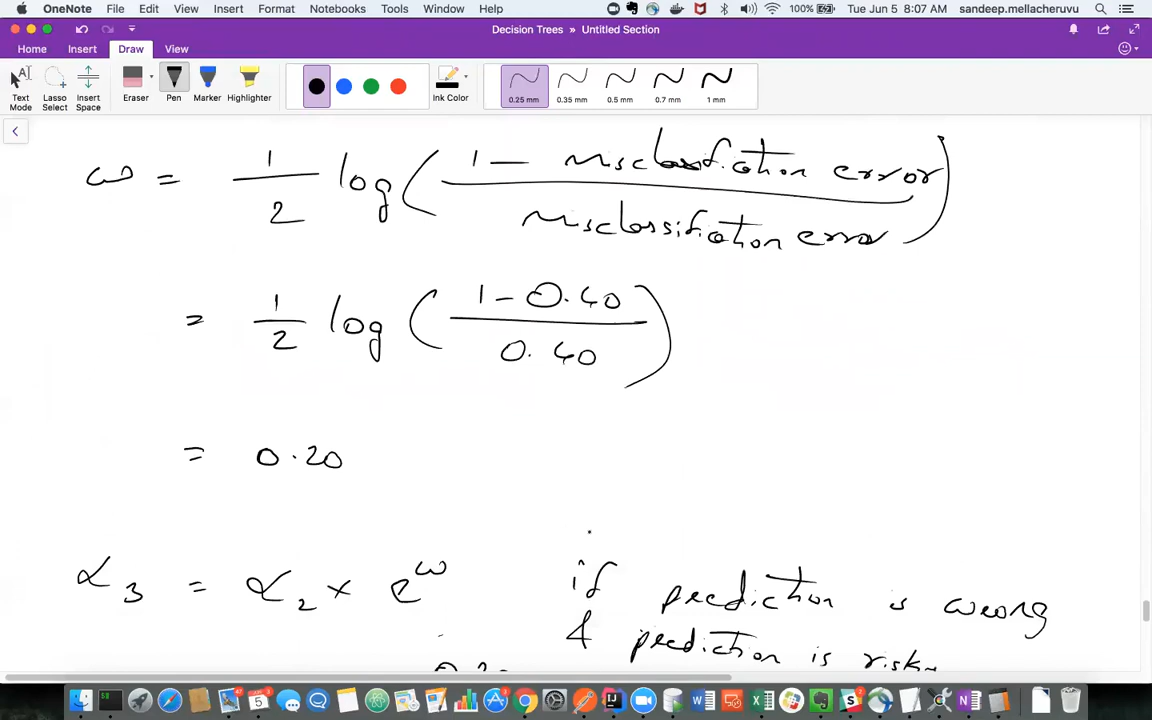 OneNote File Edit View Insert Format Notebooks Tools Window Help 100% Tue Jun 5 8:07 AM sandeep.mellacheruvu
Decision Trees » Untitled Section
Home Insert Draw View
Text Mode Lasso Select Insert Space Eraser Pen Marker Highlighter Ink Color 0.25 mm 0.35 mm 0.5 mm 0.7 mm 1 mm
ω = 1/2 log( (1 - misclassifiction error) / (misclassification error) )
= 1/2 log( (1 - 0.40) / 0.40 )
= 0.20
α3 = α2 × e^ω if prediction is wrong
& prediction is risky